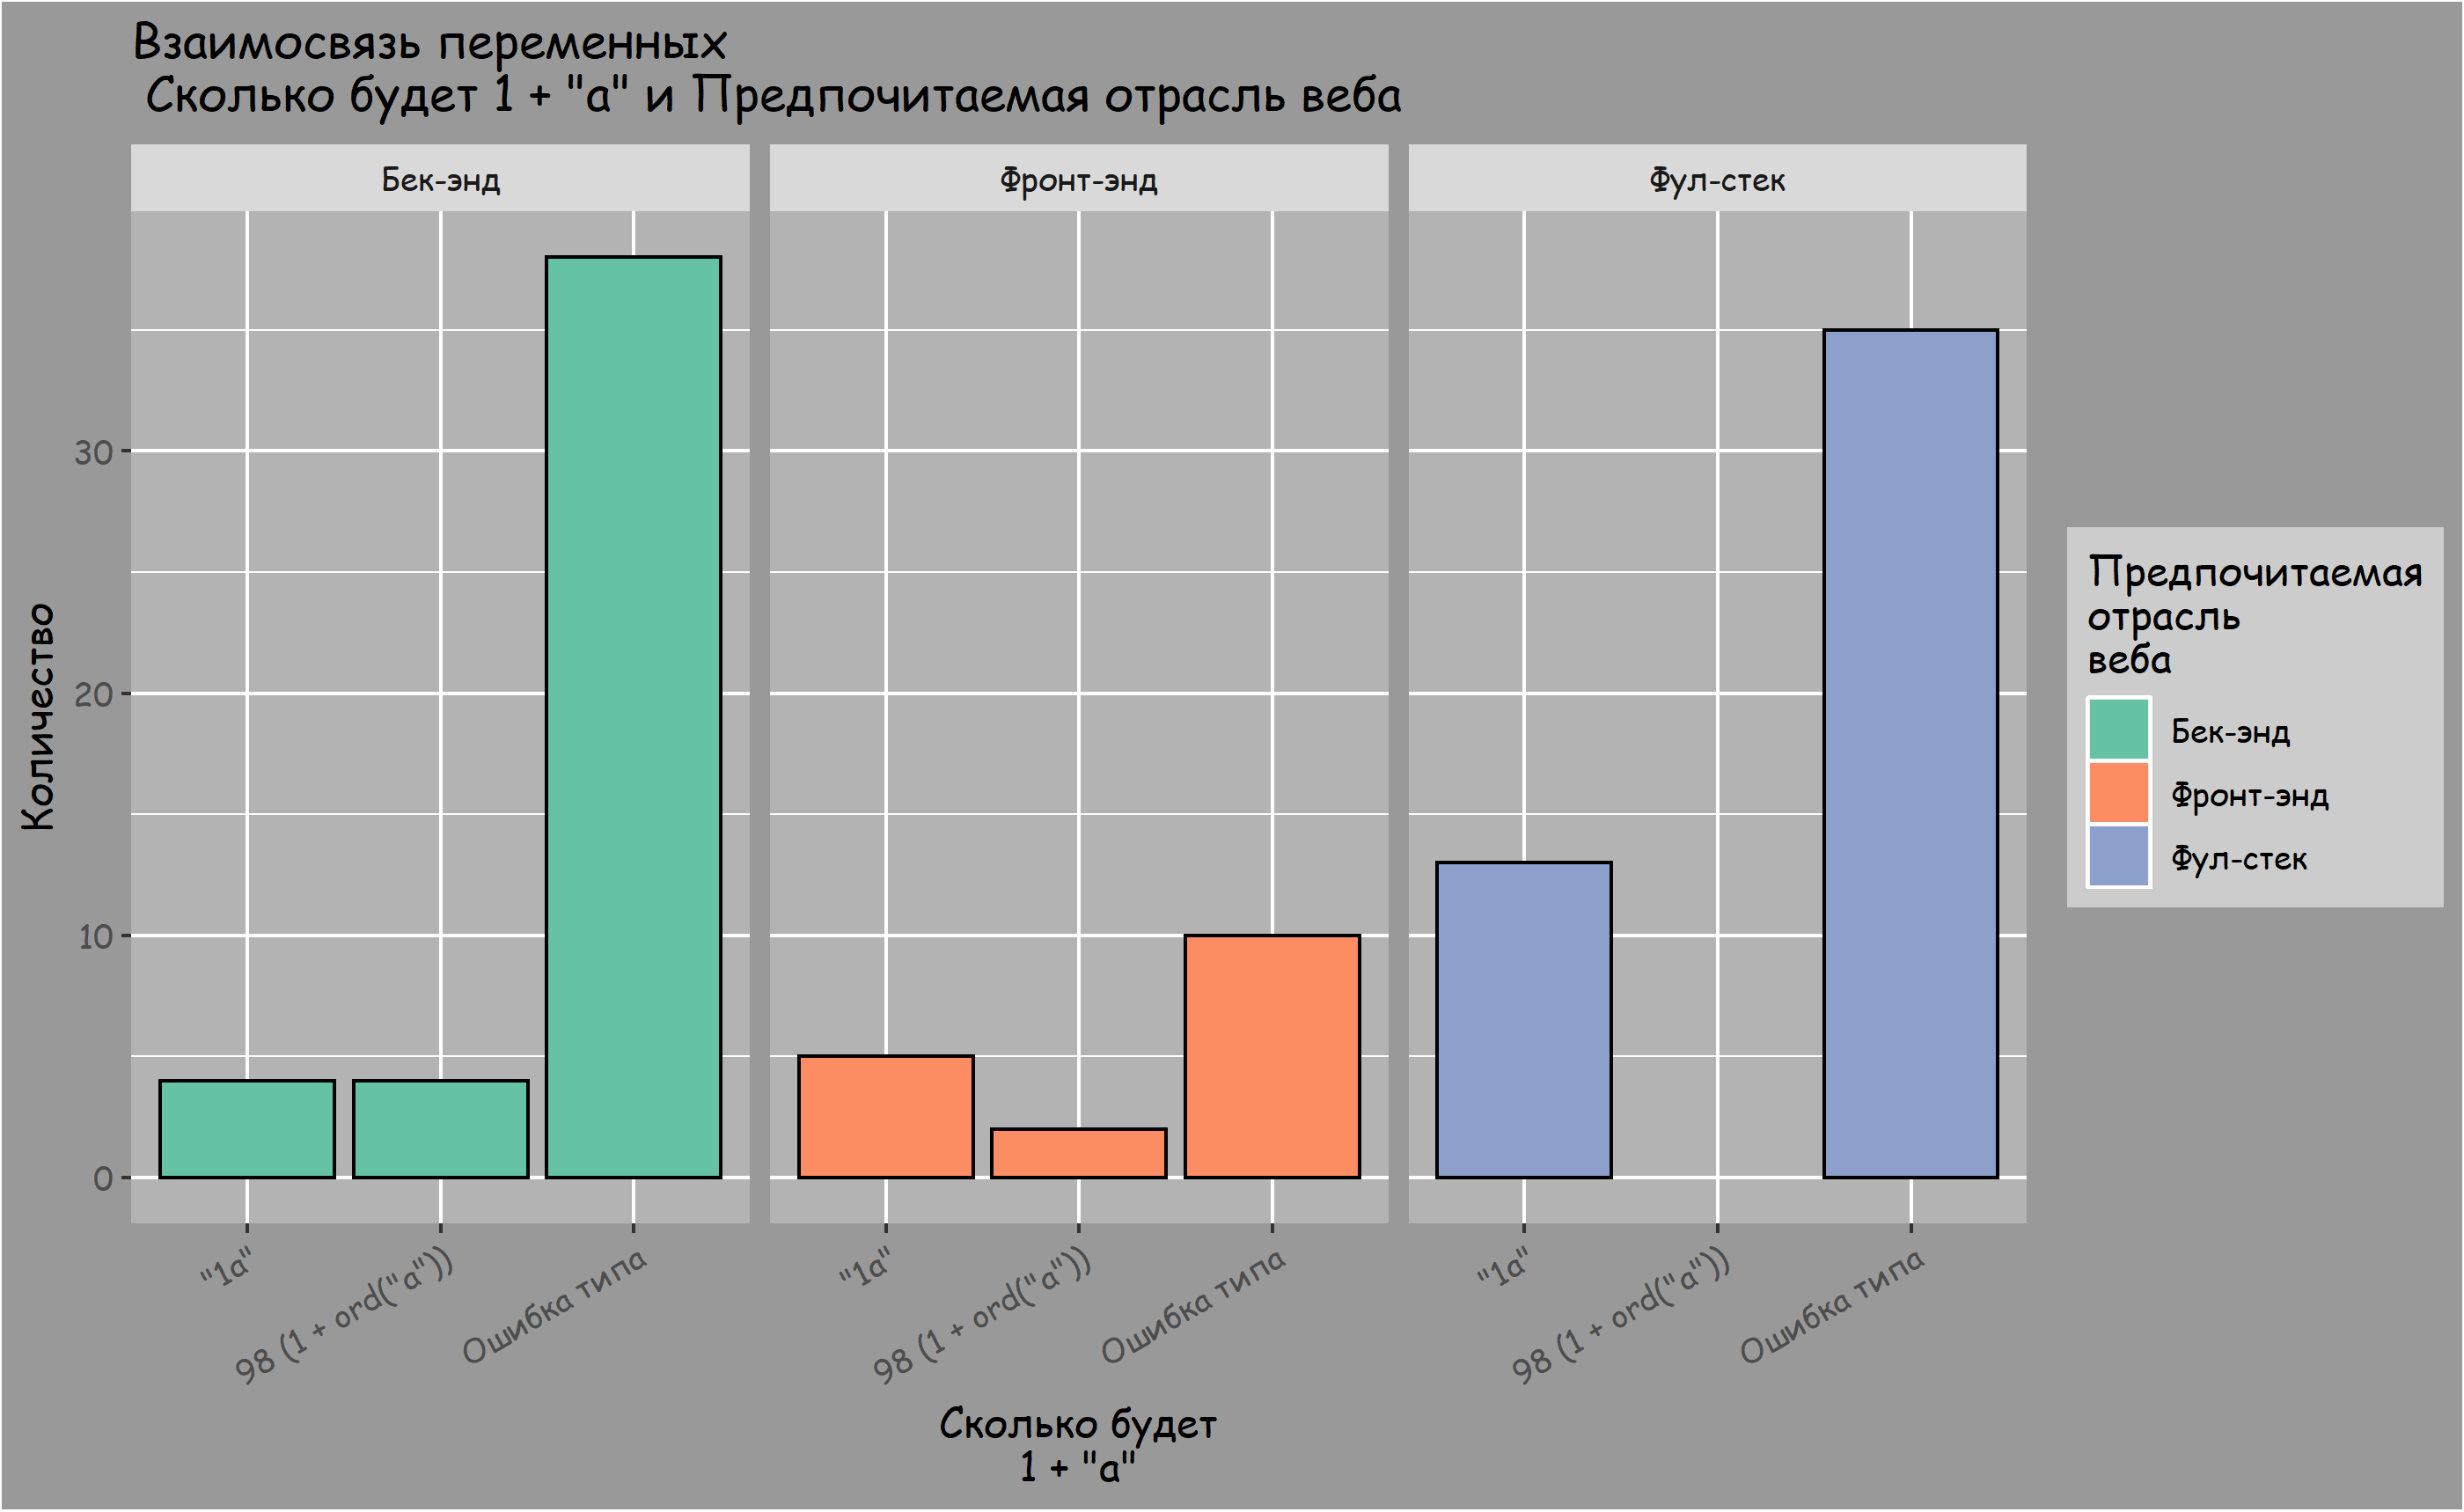 Взаимосвязь переменных
Сколько будет 1 + "a" и Предпочитаемая отрасль веба
Бек-энд
Фронт-энд
Фул-стек
Количество
30
20
10
0
"1a"
98 (1 + ord("a"))
Ошибка типа
"1a"
98 (1 + ord("a"))
Ошибка типа
"1a"
98 (1 + ord("a"))
Ошибка типа
Сколько будет
1 + "a"
Предпочитаемая
отрасль
веба
Бек-энд
Фронт-энд
Фул-стек